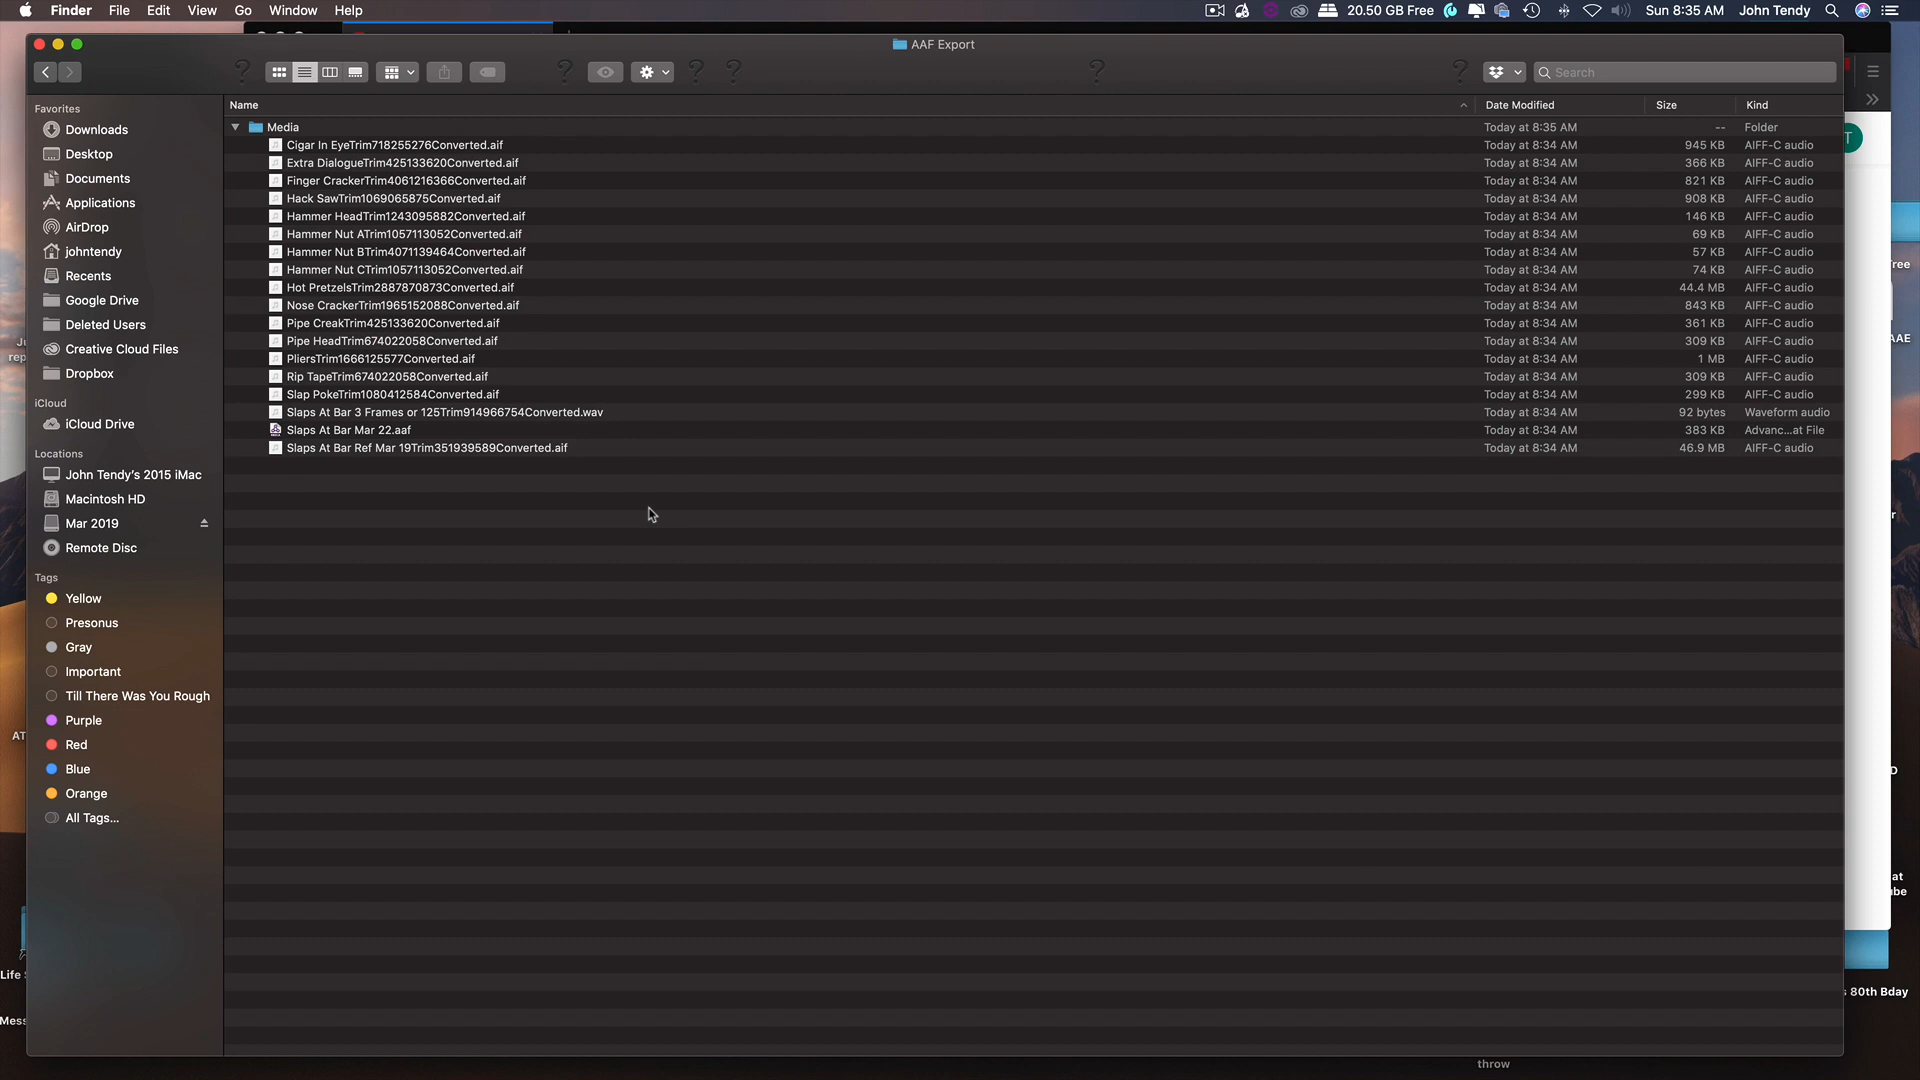 Finder File Edit View Go Window Help 20.50 GB Free Sun 8:35 AM John Tendy
AAF Export
? ? ? ? ? ? Search
Favorites
Downloads
Desktop
Documents
Applications
AirDrop
johntendy
Recents
Google Drive
Deleted Users
Creative Cloud Files
Dropbox
iCloud
iCloud Drive
Locations
John Tendy’s 2015 iMac
Macintosh HD
Mar 2019
Remote Disc
Tags
Yellow
Presonus
Gray
Important
Till There Was You Rough
Purple
Red
Blue
Orange
All Tags...
Name Date Modified Size Kind
Media Today at 8:35 AM -- Folder
Cigar In EyeTrim718255276Converted.aif Today at 8:34 AM 945 KB AIFF-C audio
Extra DialogueTrim425133620Converted.aif Today at 8:34 AM 366 KB AIFF-C audio
Finger CrackerTrim4061216366Converted.aif Today at 8:34 AM 821 KB AIFF-C audio
Hack SawTrim1069065875Converted.aif Today at 8:34 AM 908 KB AIFF-C audio
Hammer HeadTrim1243095882Converted.aif Today at 8:34 AM 146 KB AIFF-C audio
Hammer Nut ATrim1057113052Converted.aif Today at 8:34 AM 69 KB AIFF-C audio
Hammer Nut BTrim4071139464Converted.aif Today at 8:34 AM 57 KB AIFF-C audio
Hammer Nut CTrim1057113052Converted.aif Today at 8:34 AM 74 KB AIFF-C audio
Hot PretzelsTrim2887870873Converted.aif Today at 8:34 AM 44.4 MB AIFF-C audio
Nose CrackerTrim1965152088Converted.aif Today at 8:34 AM 843 KB AIFF-C audio
Pipe CreakTrim425133620Converted.aif Today at 8:34 AM 361 KB AIFF-C audio
Pipe HeadTrim674022058Converted.aif Today at 8:34 AM 309 KB AIFF-C audio
PliersTrim1666125577Converted.aif Today at 8:34 AM 1 MB AIFF-C audio
Rip TapeTrim674022058Converted.aif Today at 8:34 AM 309 KB AIFF-C audio
Slap PokeTrim1080412584Converted.aif Today at 8:34 AM 299 KB AIFF-C audio
Slaps At Bar 3 Frames or 125Trim914966754Converted.wav Today at 8:34 AM 92 bytes Waveform audio
Slaps At Bar Mar 22.aaf Today at 8:34 AM 383 KB Advanc...at File
Slaps At Bar Ref Mar 19Trim351939589Converted.aif Today at 8:34 AM 46.9 MB AIFF-C audio
T
ree
AAE
r
D
at
ube
s 80th Bday
throw
Ju
rep
AT
Life
Mess